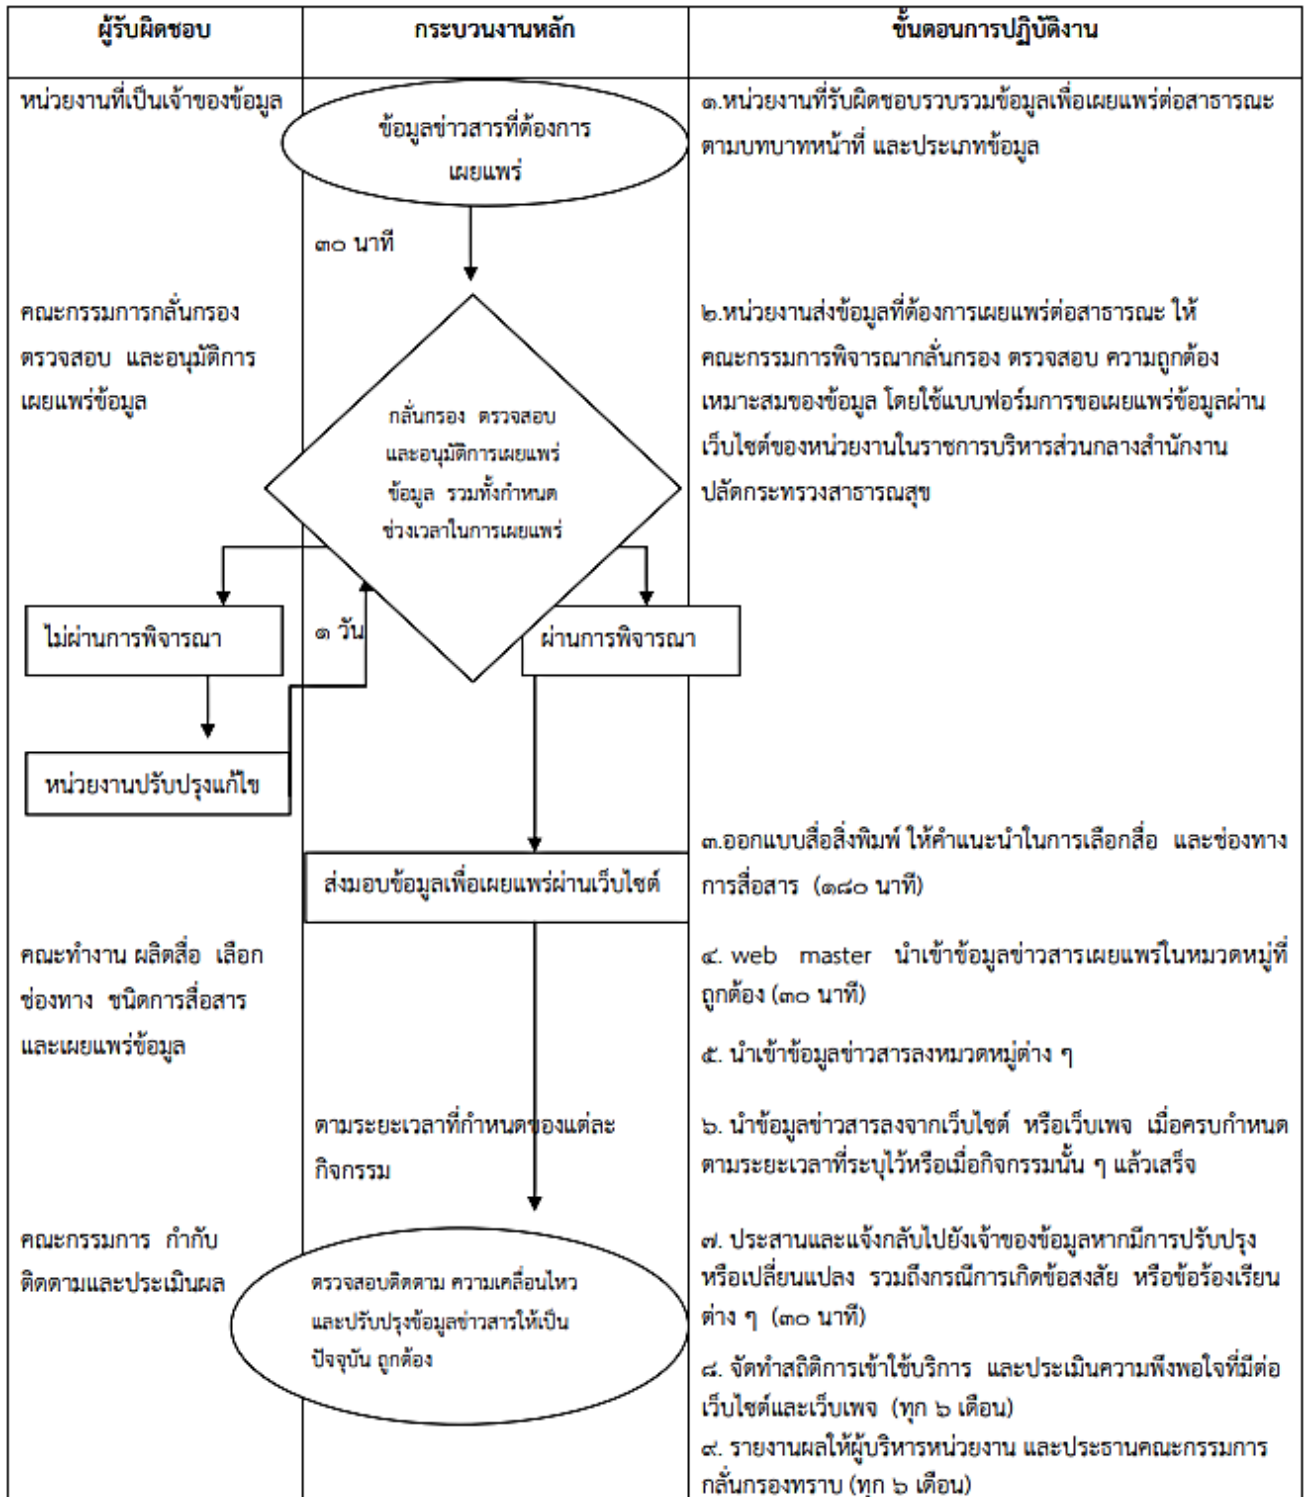 ผู้รับผิดชอบ
กระบวนงานหลัก
ขั้นตอนการปฏิบัติงาน
หน่วยงานที่เป็นเจ้าของข้อมูล
ข้อมูลข่าวสารที่ต้องการ
เผยแพร่
๑.หน่วยงานที่รับผิดชอบรวบรวมข้อมูลเพื่อเผยแพร่ต่อสาธารณะ
ตามบทบาทหน้าที่ และประเภทข้อมูล
๓๐ นาที
คณะกรรมการกลั่นกรอง
ตรวจสอบ และอนุมัติการ
เผยแพร่ข้อมูล
กลั่นกรอง ตรวจสอบ
และอนุมัติการเผยแพร่
ข้อมูล รวมทั้งกำหนด
ช่วงเวลาในการเผยแพร่
๒.หน่วยงานส่งข้อมูลที่ต้องการเผยแพร่ต่อสาธารณะ ให้
คณะกรรมการพิจารณากลั่นกรอง ตรวจสอบ ความถูกต้อง
เหมาะสมของข้อมูล โดยใช้แบบฟอร์มการขอเผยแพร่ข้อมูลผ่าน
เว็บไซต์ของหน่วยงานในราชการบริหารส่วนกลางสำนักงาน
ปลัดกระทรวงสาธารณสุข
ไม่ผ่านการพิจารณา
๑ วัน
ผ่านการพิจารณา
หน่วยงานปรับปรุงแก้ไข
ส่งมอบข้อมูลเพื่อเผยแพร่ผ่านเว็บไซต์
๓.ออกแบบสื่อสิ่งพิมพ์ ให้คำแนะนำในการเลือกสื่อ และช่องทาง
การสื่อสาร (๑๘๐ นาที)
คณะทำงาน ผลิตสื่อ เลือก
ช่องทาง ชนิดการสื่อสาร
และเผยแพร่ข้อมูล
๔. web master นำเข้าข้อมูลข่าวสารเผยแพร่ในหมวดหมู่ที่
ถูกต้อง (๓๐ นาที)
๕. นำเข้าข้อมูลข่าวสารลงหมวดหมู่ต่าง ๆ
ตามระยะเวลาที่กำหนดของแต่ละ
กิจกรรม
๖. นำข้อมูลข่าวสารลงจากเว็บไซต์ หรือเว็บเพจ เมื่อครบกำหนด
ตามระยะเวลาที่ระบุไว้หรือเมื่อกิจกรรมนั้น ๆ แล้วเสร็จ
คณะกรรมการ กำกับ
ติดตามและประเมินผล
ตรวจสอบติดตาม ความเคลื่อนไหว
และปรับปรุงข้อมูลข่าวสารให้เป็น
ปัจจุบัน ถูกต้อง
๗. ประสานและแจ้งกลับไปยังเจ้าของข้อมูลหากมีการปรับปรุง
หรือเปลี่ยนแปลง รวมถึงกรณีการเกิดข้อสงสัย หรือข้อร้องเรียน
ต่าง ๆ (๓๐ นาที)
๘. จัดทำสถิติการเข้าใช้บริการ และประเมินความพึงพอใจที่มีต่อ
เว็บไซต์และเว็บเพจ (ทุก ๖ เดือน)
๙. รายงานผลให้ผู้บริหารหน่วยงาน และประธานคณะกรรมการ
กลั่นกรองทราบ (ทุก ๖ เดือน)